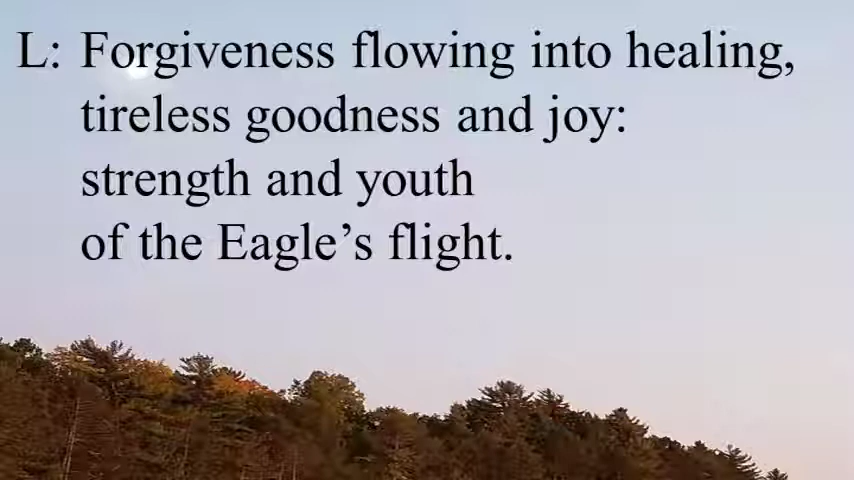 L: Forgiveness flowing into healing,
tireless goodness and joy:
strength and youth
of the Eagle’s flight.